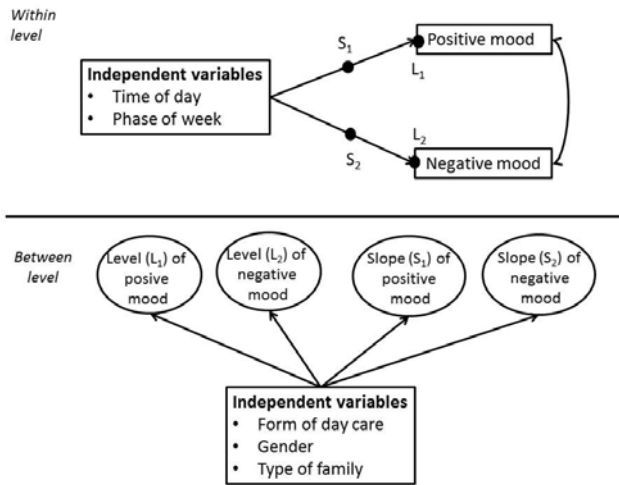 Within
level
S1
Positive mood
L1
Independent variables
• Time of day
• Phase of week
L2
S2
Negative mood
Between
level
Level (L1) of
posive
mood
Level (L2) of
negative
mood
Slope (S1) of
positive
mood
Slope (S2) of
negative
mood
Independent variables
• Form of day care
• Gender
• Type of family